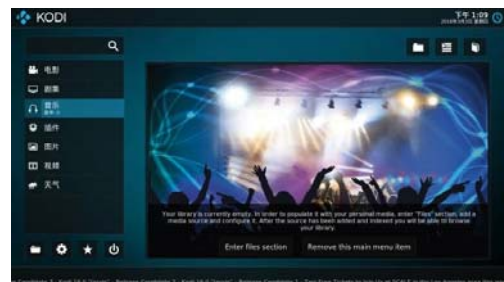 KODI
下午 1:09
电影
剧集
音乐
插件
图片
视频
天气
Your library is currently empty. In order to populate it with your personal media, enter "Files" section, add a
media source and configure it. After the source has been added and indexed you will be able to browse
your library.
Enter files section
Remove this main menu item